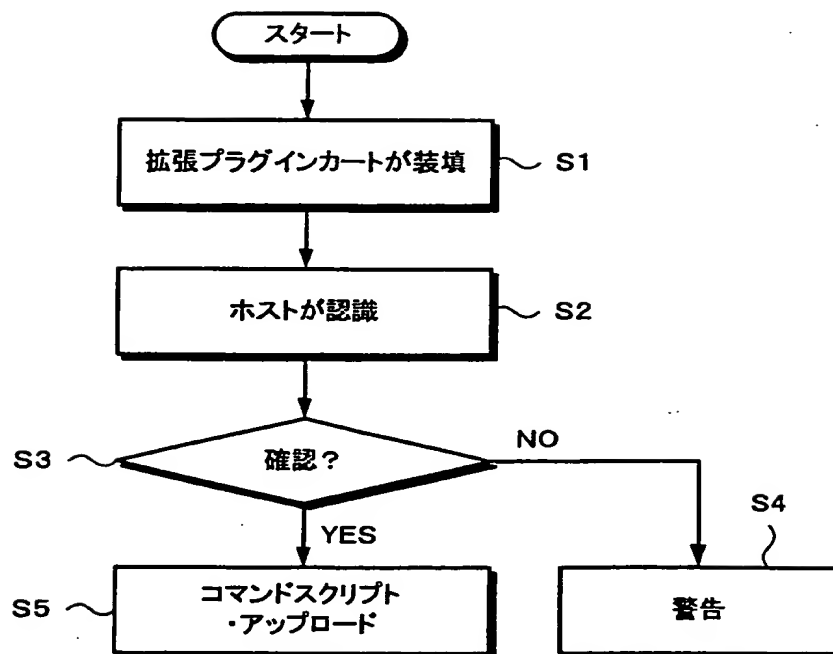 スタート
拡張プラグインカートが装填
S1
ホストが認識
S2
S3
確認？
NO
YES
S4
S5
コマンドスクリプト
・アップロード
警告